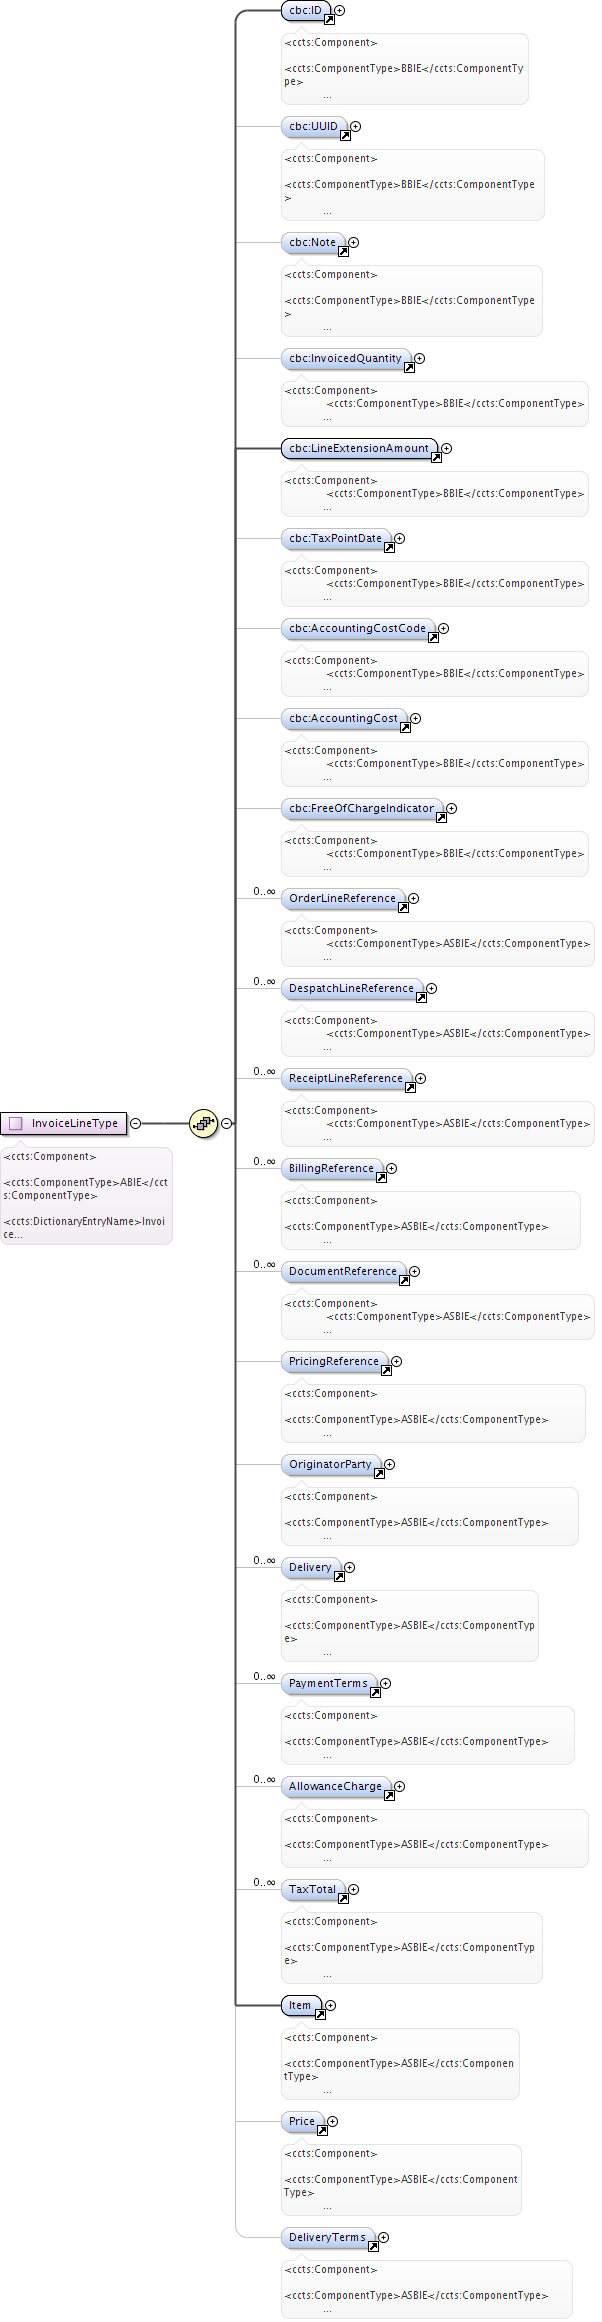 cbc:ID
<ccts:Component>
<ccts:ComponentType>BBIE</ccts:ComponentTy
pe>
...
cbc:UUID
<ccts:Component>
<ccts:ComponentType>BBIE</ccts:ComponentType
>
...
cbc:Note
<ccts:Component>
<ccts:ComponentType>BBIE</ccts:ComponentType
>
...
cbc:InvoicedQuantity
<ccts:Component>
<ccts:ComponentType>BBIE</ccts:ComponentType>
...
cbc:LineExtensionAmount
<ccts:Component>
<ccts:ComponentType>BBIE</ccts:ComponentType>
...
cbc:TaxPointDate
<ccts:Component>
<ccts:ComponentType>BBIE</ccts:ComponentType>
...
cbc:AccountingCostCode
<ccts:Component>
<ccts:ComponentType>BBIE</ccts:ComponentType>
...
cbc:AccountingCost
<ccts:Component>
<ccts:ComponentType>BBIE</ccts:ComponentType>
...
cbc:FreeOfChargeIndicator
<ccts:Component>
<ccts:ComponentType>BBIE</ccts:ComponentType>
...
0..∞
OrderLineReference
<ccts:Component>
<ccts:ComponentType>ASBIE</ccts:ComponentType>
...
0..∞
DespatchLineReference
<ccts:Component>
<ccts:ComponentType>ASBIE</ccts:ComponentType>
...
0..∞
ReceiptLineReference
<ccts:Component>
<ccts:ComponentType>ASBIE</ccts:ComponentType>
...
InvoiceLineType
<ccts:Component>
<ccts:ComponentType>ABIE</cct
s:ComponentType>
<ccts:DictionaryEntryName>Invoi
ce...
0..∞
BillingReference
<ccts:Component>
<ccts:ComponentType>ASBIE</ccts:ComponentType>
...
0..∞
DocumentReference
<ccts:Component>
<ccts:ComponentType>ASBIE</ccts:ComponentType>
...
PricingReference
<ccts:Component>
<ccts:ComponentType>ASBIE</ccts:ComponentType>
...
OriginatorParty
<ccts:Component>
<ccts:ComponentType>ASBIE</ccts:ComponentType>
...
0..∞
Delivery
<ccts:Component>
<ccts:ComponentType>ASBIE</ccts:ComponentTyp
e>
...
0..∞
PaymentTerms
<ccts:Component>
<ccts:ComponentType>ASBIE</ccts:ComponentType>
...
0..∞
AllowanceCharge
<ccts:Component>
<ccts:ComponentType>ASBIE</ccts:ComponentType>
...
0..∞
TaxTotal
<ccts:Component>
<ccts:ComponentType>ASBIE</ccts:ComponentTyp
e>
...
Item
<ccts:Component>
<ccts:ComponentType>ASBIE</ccts:Componen
tType>
...
Price
<ccts:Component>
<ccts:ComponentType>ASBIE</ccts:Component
Type>
...
DeliveryTerms
<ccts:Component>
<ccts:ComponentType>ASBIE</ccts:ComponentType>
...